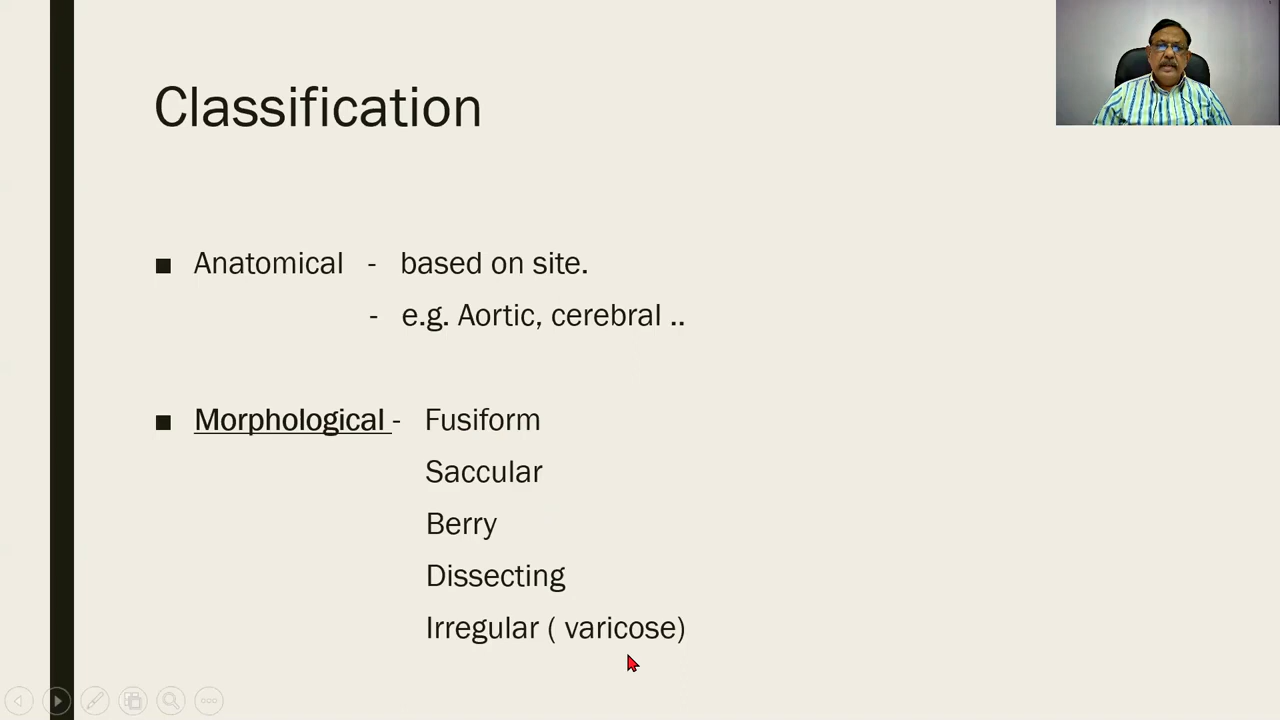 Classification
■ Anatomical - based on site.
- e.g. Aortic, cerebral ..
■ Morphological - Fusiform
Saccular
Berry
Dissecting
Irregular ( varicose)